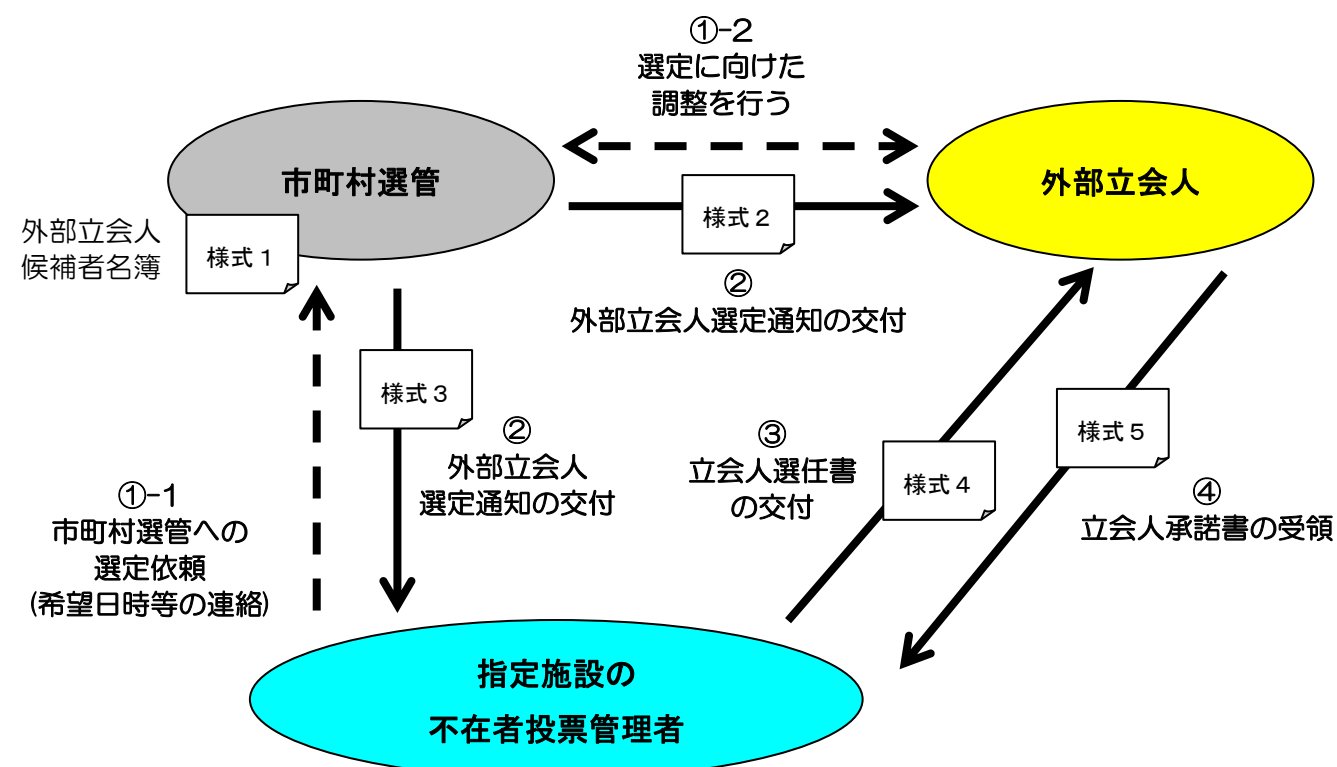 ①-2
選定に向けた
調整を行う
市町村選管
外部立会人
外部立会人
候補者名簿
様式１
様式２
②
外部立会人選定通知の交付
様式３
②
外部立会人
選定通知の交付
①-1
市町村選管への
選定依頼
(希望日時等の連絡)
③
立会人選任書
の交付
様式４
様式５
④
立会人承諾書の受領
指定施設の
不在者投票管理者